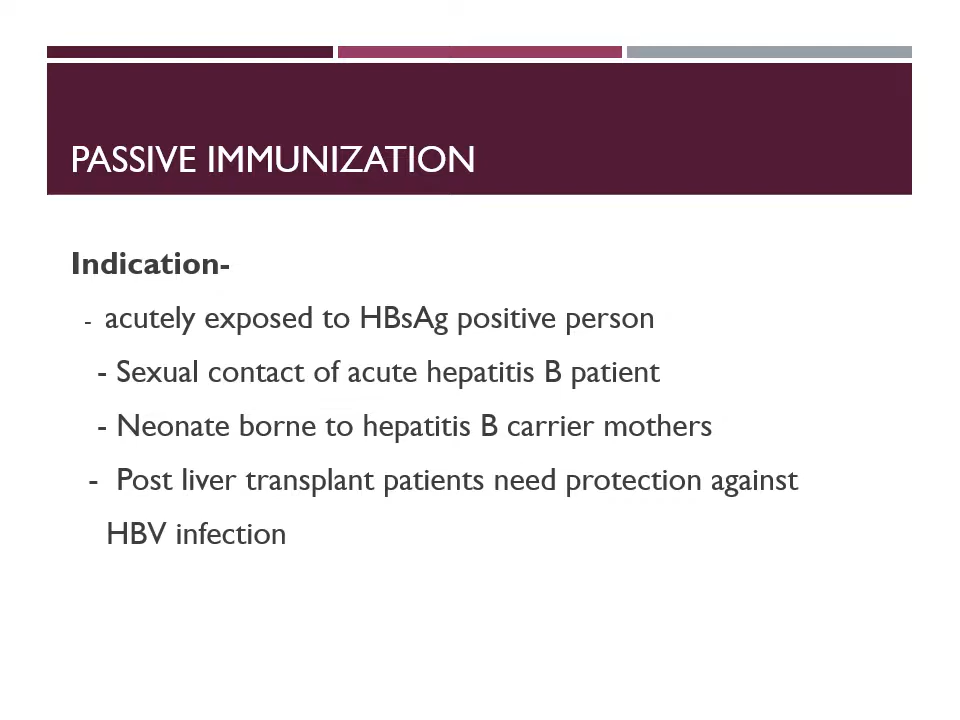 PASSIVE IMMUNIZATION
Indication-
- acutely exposed to HBsAg positive person
- Sexual contact of acute hepatitis B patient
- Neonate borne to hepatitis B carrier mothers
- Post liver transplant patients need protection against
HBV infection